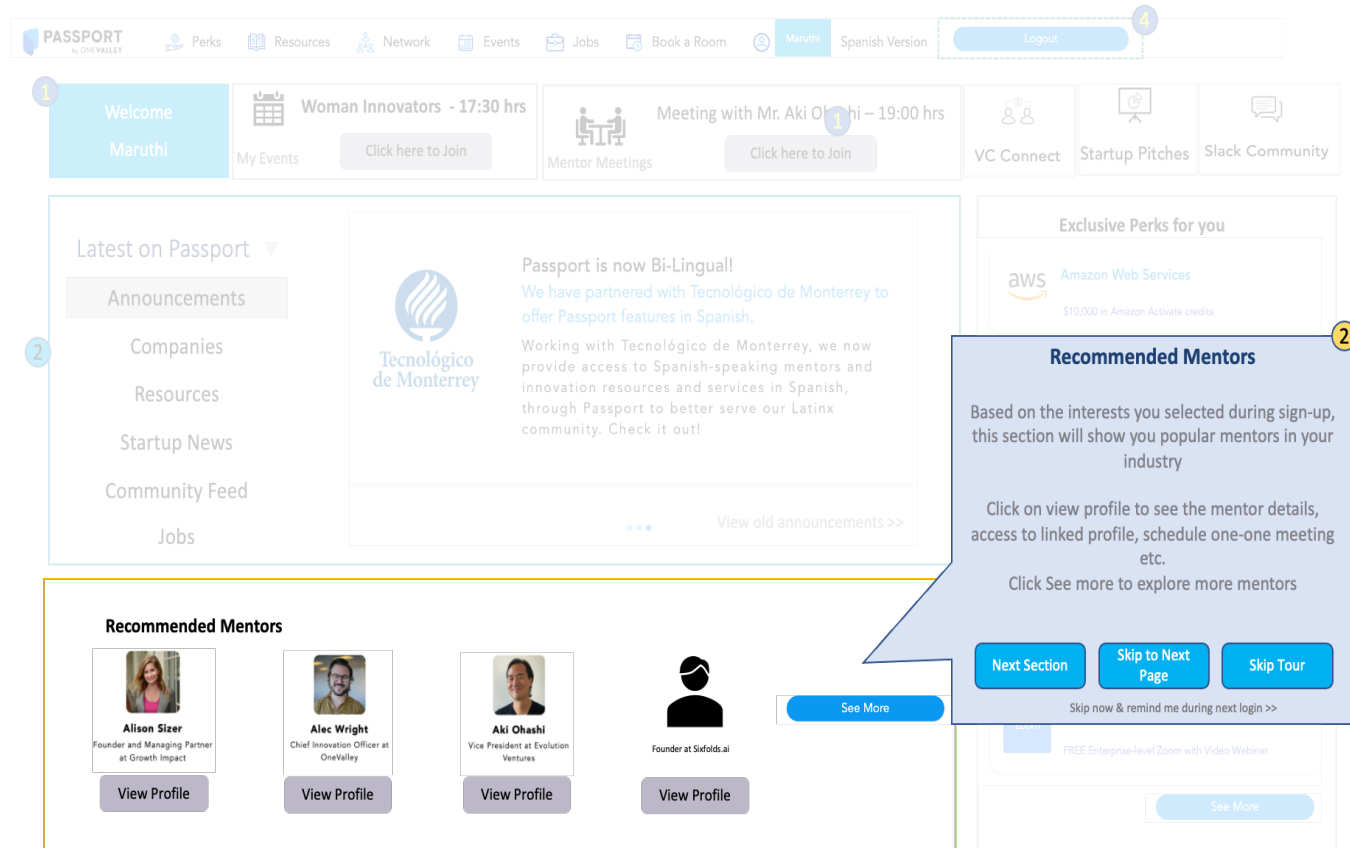 PASSPORT
by ONEVALLEY
Perks
Resources
Network
Events
Jobs
Book a Room
Maruthi
Spanish Version
Logout
4
1
Welcome
Maruthi
Woman Innovators - 17:30 hrs
My Events
Click here to Join
Meeting with Mr. Aki Ohashi – 19:00 hrs
1
Mentor Meetings
Click here to Join
VC Connect
Startup Pitches
Slack Community
2
Latest on Passport
Announcements
Companies
Resources
Startup News
Community Feed
Jobs
Tecnológico
de Monterrey
Passport is now Bi-Lingual!
We have partnered with Tecnológico de Monterrey to
offer Passport features in Spanish.
Working with Tecnológico de Monterrey, we now
provide access to Spanish-speaking mentors and
innovation resources and services in Spanish,
through Passport to better serve our Latinx
community. Check it out!
View old announcements >>
Exclusive Perks for you
aws
Amazon Web Services
$10,000 in Amazon Activate credits
2
Recommended Mentors
Based on the interests you selected during sign-up,
this section will show you popular mentors in your
industry
Click on view profile to see the mentor details,
access to linked profile, schedule one-one meeting
etc.
Click See more to explore more mentors
Next Section
Skip to Next
Page
Skip Tour
Skip now & remind me during next login >>
FREE Enterprise-level Zoom with Video Webinar
See More
Recommended Mentors
Alison Sizer
Founder and Managing Partner
at Growth Impact
View Profile
Alec Wright
Chief Innovation Officer at
OneValley
View Profile
Aki Ohashi
Vice President at Evolution
Ventures
View Profile
Founder at Sixfolds.ai
View Profile
See More